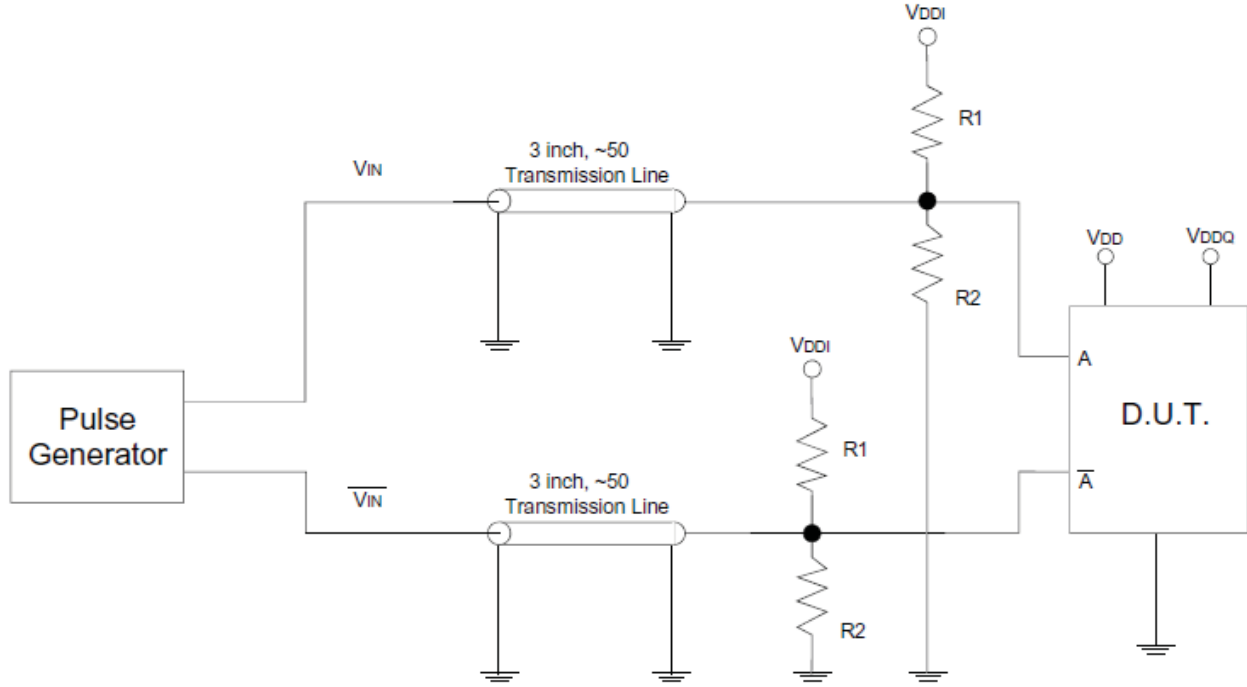 VDDI
R1
3 inch, ~50
Transmission Line
VIN
R2
VDD
VDDQ
A
D.U.T.
A̅
Pulse
Generator
VDDI
R1
3 inch, ~50
Transmission Line
V̅I̅N̅
R2